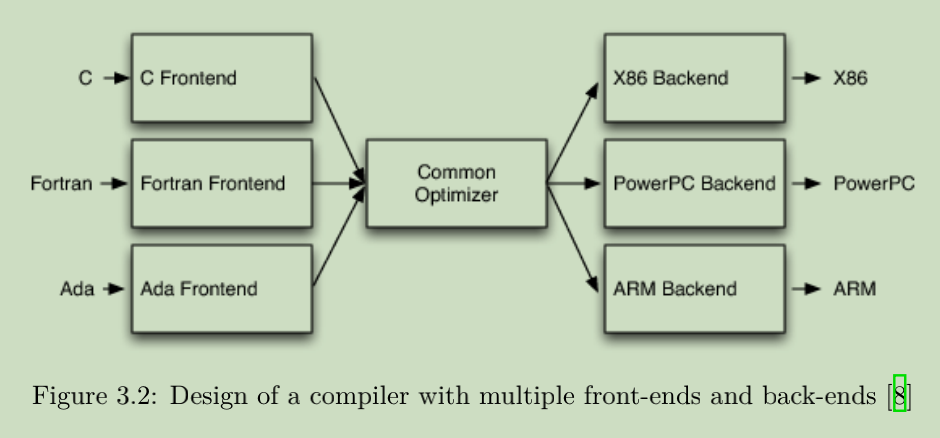 C
C Frontend
X86 Backend
X86
Fortran
Fortran Frontend
Common
Optimizer
PowerPC Backend
PowerPC
Ada
Ada Frontend
ARM Backend
ARM
Figure 3.2: Design of a compiler with multiple front-ends and back-ends [8]